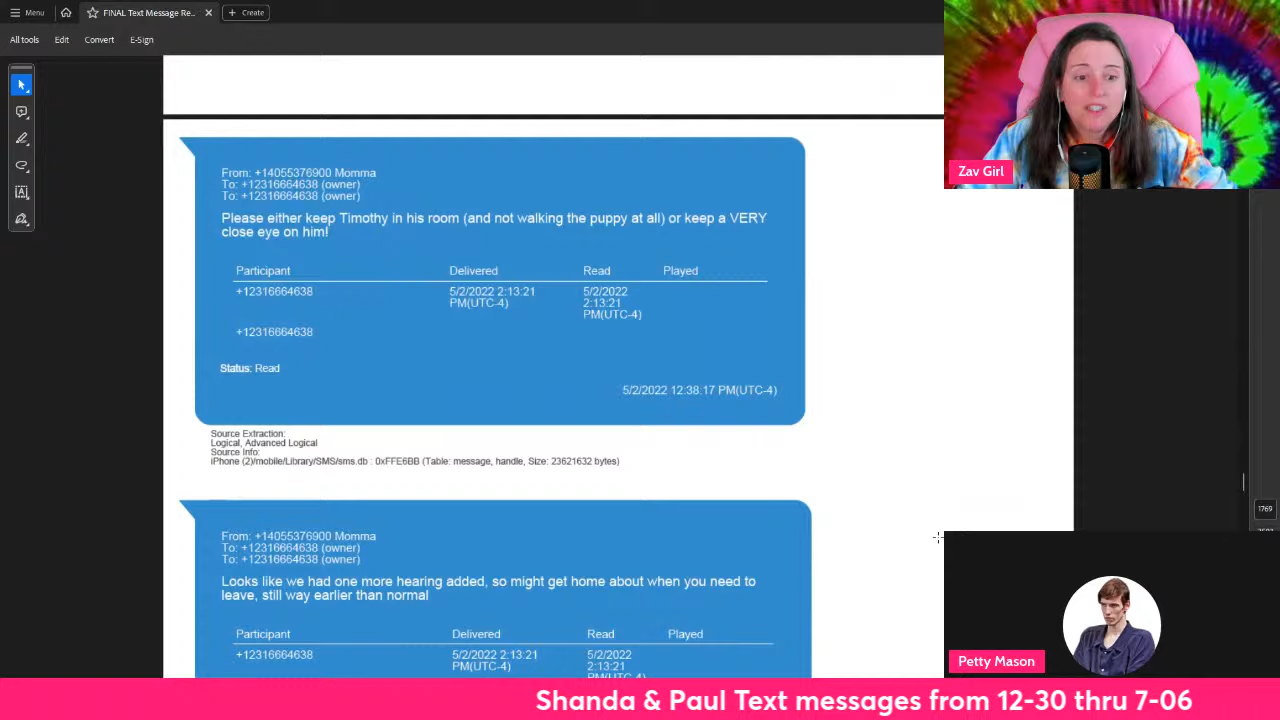 Menu
FINAL Text Message Re...
Create
All tools
Edit
Convert
E-Sign
From: +14055376900 Momma
To: +12316664638 (owner)
To: +12316664638 (owner)
Please either keep Timothy in his room (and not walking the puppy at all) or keep a VERY
close eye on him!
Participant Delivered Read Played
+12316664638 5/2/2022 2:13:21 5/2/2022
PM(UTC-4) 2:13:21
PM(UTC-4)
+12316664638
Status: Read
5/2/2022 12:38:17 PM(UTC-4)
Source Extraction:
Logical, Advanced Logical
Source Info:
iPhone (2)/mobile/Library/SMS/sms.db : 0xFFE6BB (Table: message, handle, Size: 23621632 bytes)
From: +14055376900 Momma
To: +12316664638 (owner)
To: +12316664638 (owner)
Looks like we had one more hearing added, so might get home about when you need to
leave, still way earlier than normal
Participant Delivered Read Played
+12316664638 5/2/2022 2:13:21 5/2/2022
PM(UTC-4) 2:13:21
PM(UTC-4)
Zav Girl
1769
Petty Mason
Shanda & Paul Text messages from 12-30 thru 7-06